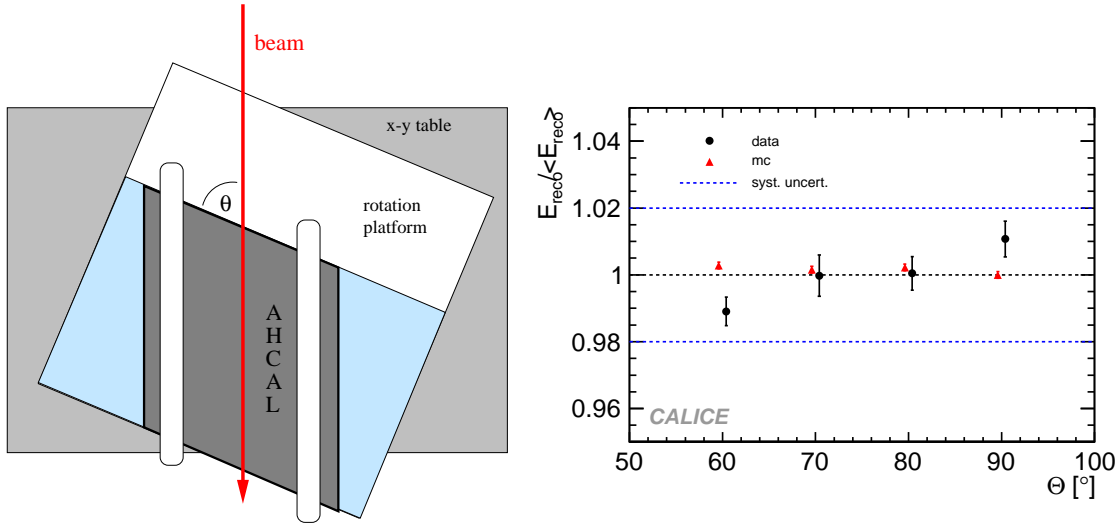 beam
x-y table
θ
rotation
platform
A
H
C
A
L
E_reco/<E_reco>
1.04
1.02
1
0.98
0.96
data
mc
syst. uncert.
CALICE
50 60 70 80 90 100
Θ [°]